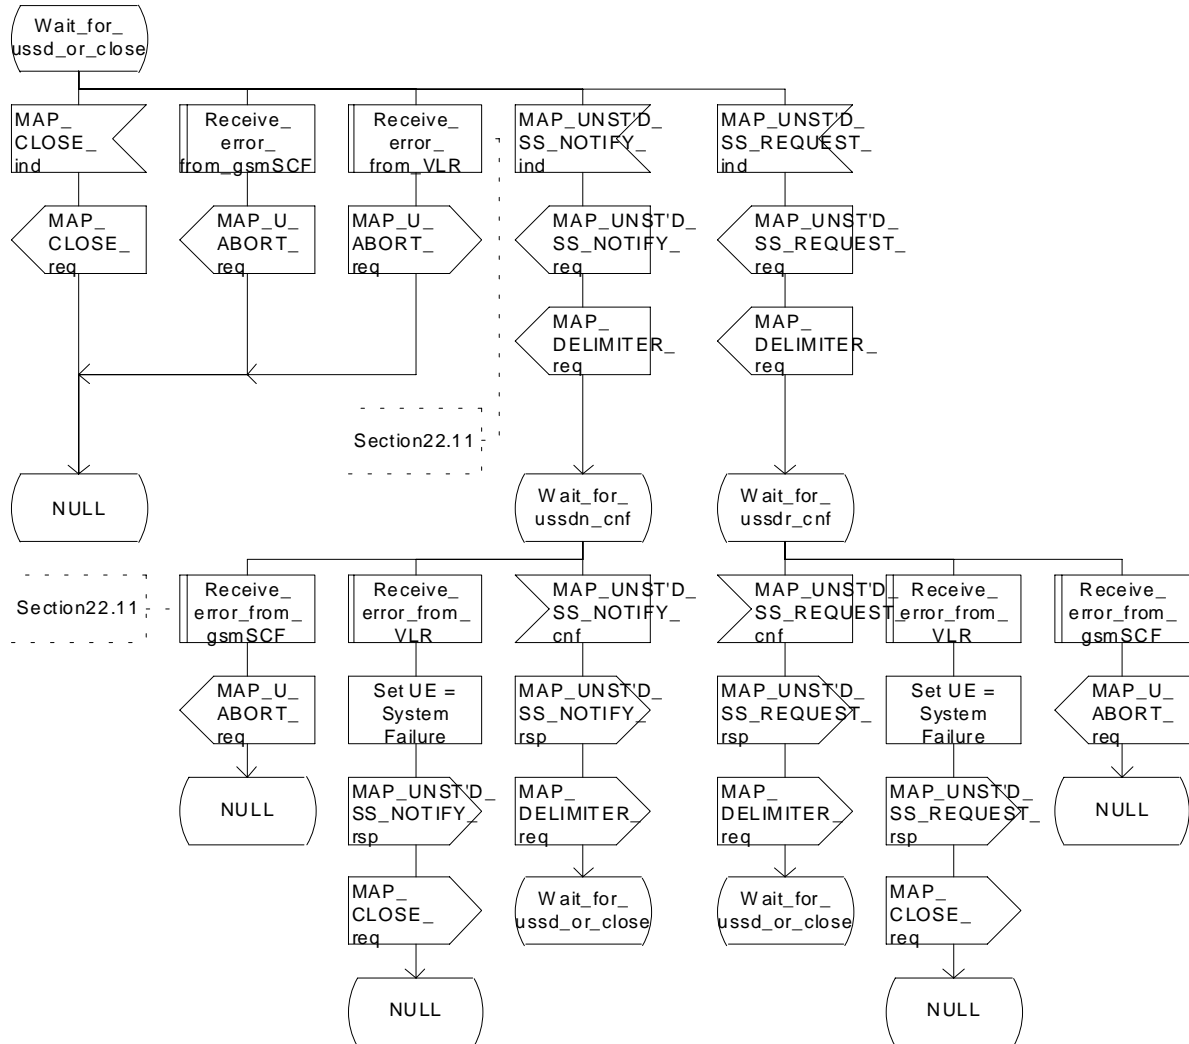 Wait_for_
ussd_or_close
MAP_
CLOSE_
ind
Receive_
error_
from_gsmSCF
Receive_
error_
from_VLR
MAP_UNST'D_
SS_NOTIFY_
ind
MAP_UNST'D_
SS_REQUEST_
ind
MAP_
CLOSE_
req
MAP_U_
ABORT_
req
MAP_U_
ABORT_
req
MAP_UNST'D_
SS_NOTIFY_
req
MAP_UNST'D_
SS_REQUEST_
req
MAP_
DELIMITER_
req
MAP_
DELIMITER_
req
Section22.11
NULL
Wait_for_
ussdn_cnf
Wait_for_
ussdr_cnf
Section22.11
Receive_
error_from_
gsmSCF
Receive_
error_from_
VLR
MAP_UNST'D_
SS_NOTIFY_
cnf
MAP_UNST'D_
SS_REQUEST_
cnf
Receive_
error_from_
VLR
Receive_
error_from_
gsmSCF
MAP_U_
ABORT_
req
Set UE =
System
Failure
MAP_UNST'D_
SS_NOTIFY_
rsp
MAP_UNST'D_
SS_REQUEST_
rsp
Set UE =
System
Failure
MAP_U_
ABORT_
req
NULL
MAP_UNST'D_
SS_NOTIFY_
rsp
MAP_
DELIMITER_
req
MAP_
DELIMITER_
req
MAP_UNST'D_
SS_REQUEST_
rsp
NULL
MAP_
CLOSE_
req
Wait_for_
ussd_or_close
Wait_for_
ussd_or_close
MAP_
CLOSE_
req
NULL
NULL